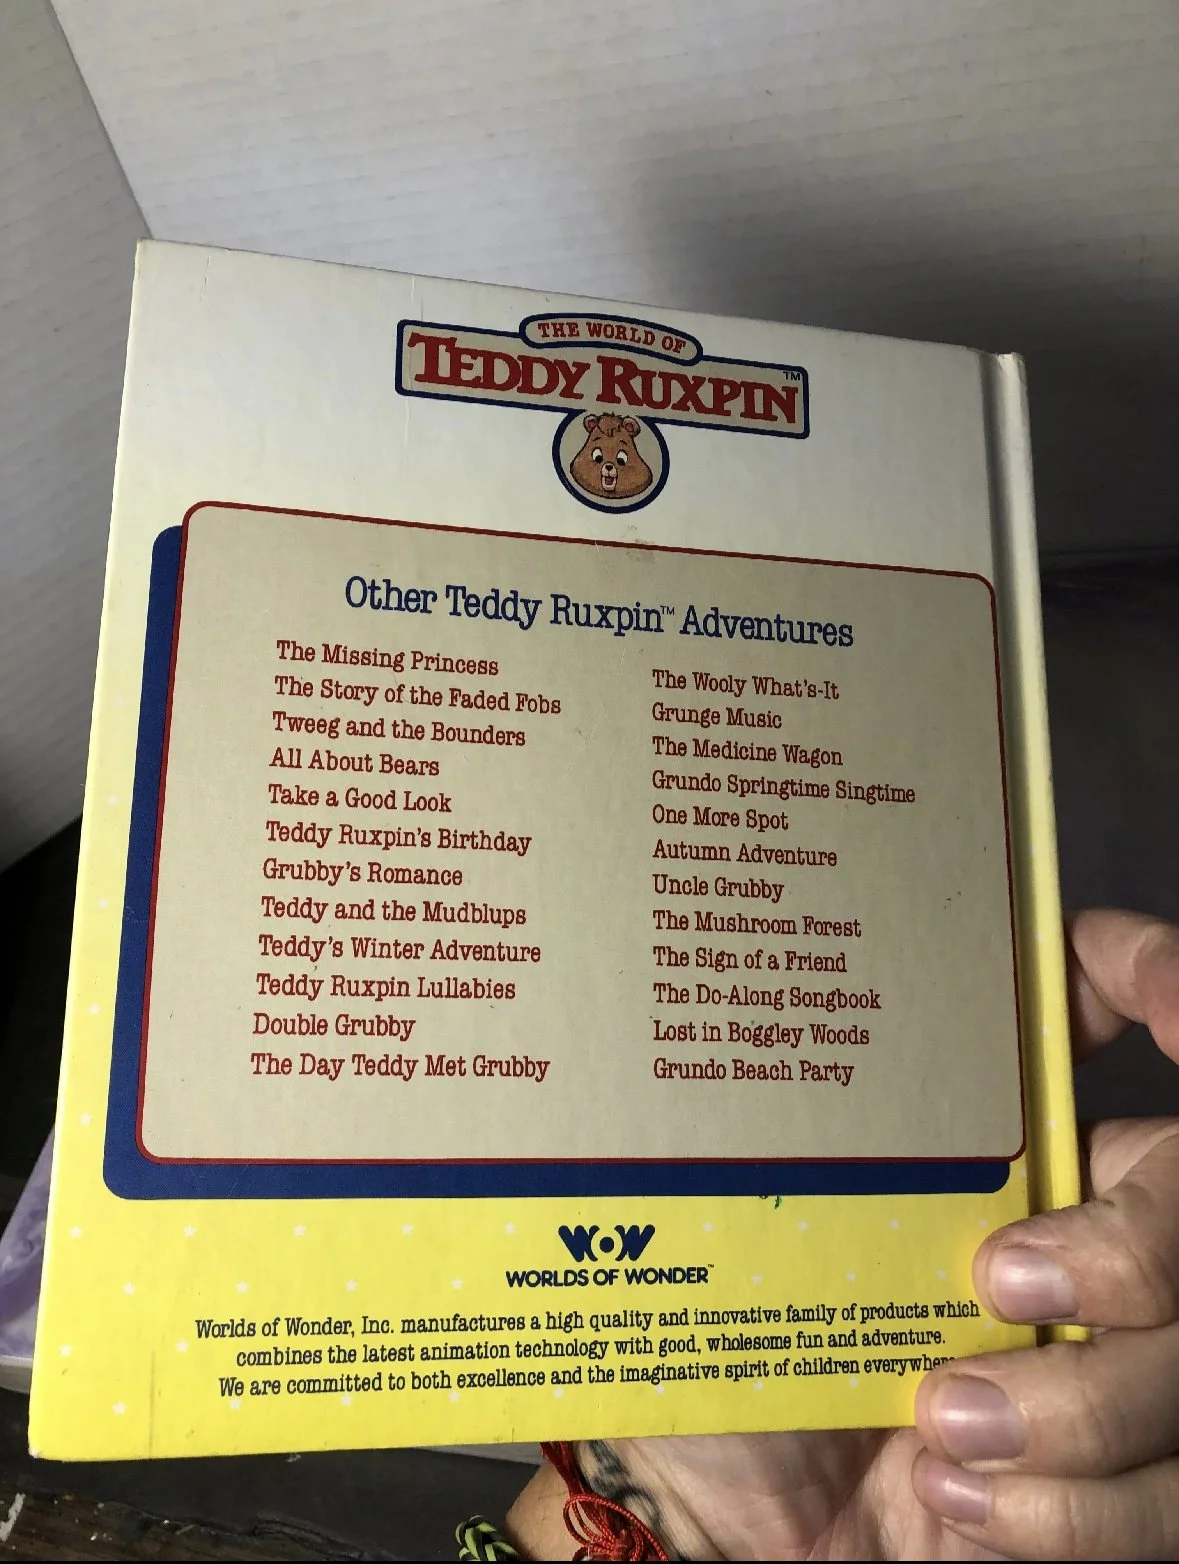 THE WORLD OF
TEDDY RUXPIN™
Other Teddy Ruxpin™ Adventures
The Missing Princess
The Story of the Faded Fobs
Tweeg and the Bounders
All About Bears
Take a Good Look
Teddy Ruxpin's Birthday
Grubby's Romance
Teddy and the Mudblups
Teddy's Winter Adventure
Teddy Ruxpin Lullabies
Double Grubby
The Day Teddy Met Grubby
The Wooly What's-It
Grunge Music
The Medicine Wagon
Grundo Springtime Singtime
One More Spot
Autumn Adventure
Uncle Grubby
The Mushroom Forest
The Sign of a Friend
The Do-Along Songbook
Lost in Boggley Woods
Grundo Beach Party
WOW
WORLDS OF WONDER™
Worlds of Wonder, Inc. manufactures a high quality and innovative family of products which
combines the latest animation technology with good, wholesome fun and adventure.
We are committed to both excellence and the imaginative spirit of children